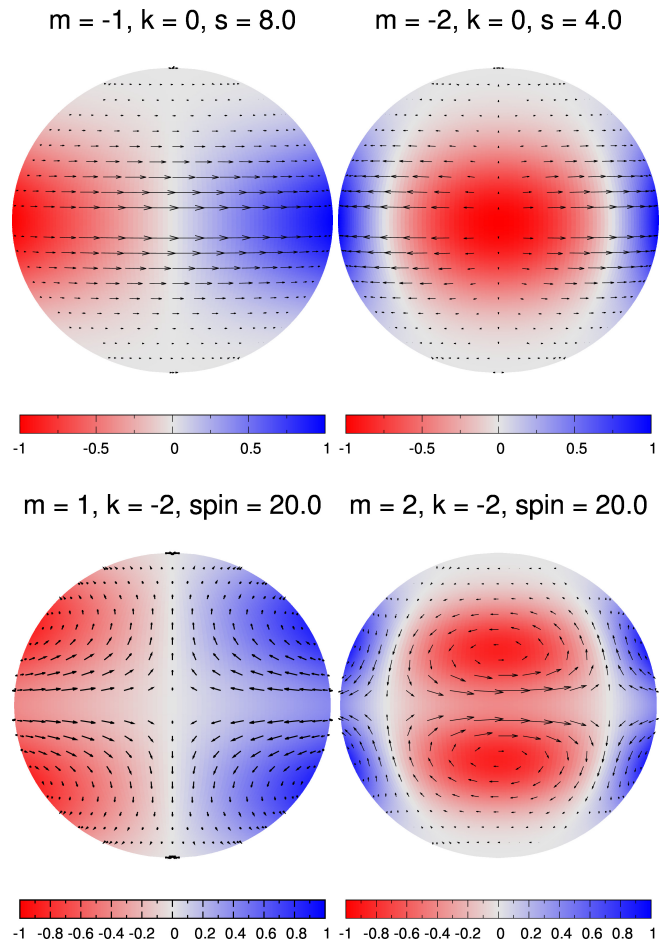 m = -1, k = 0, s = 8.0
m = -2, k = 0, s = 4.0
-1 -0.5 0 0.5 1
-1 -0.5 0 0.5 1
m = 1, k = -2, spin = 20.0
m = 2, k = -2, spin = 20.0
-1 -0.8 -0.6 -0.4 -0.2 0 0.2 0.4 0.6 0.8 1
-1 -0.8 -0.6 -0.4 -0.2 0 0.2 0.4 0.6 0.8 1